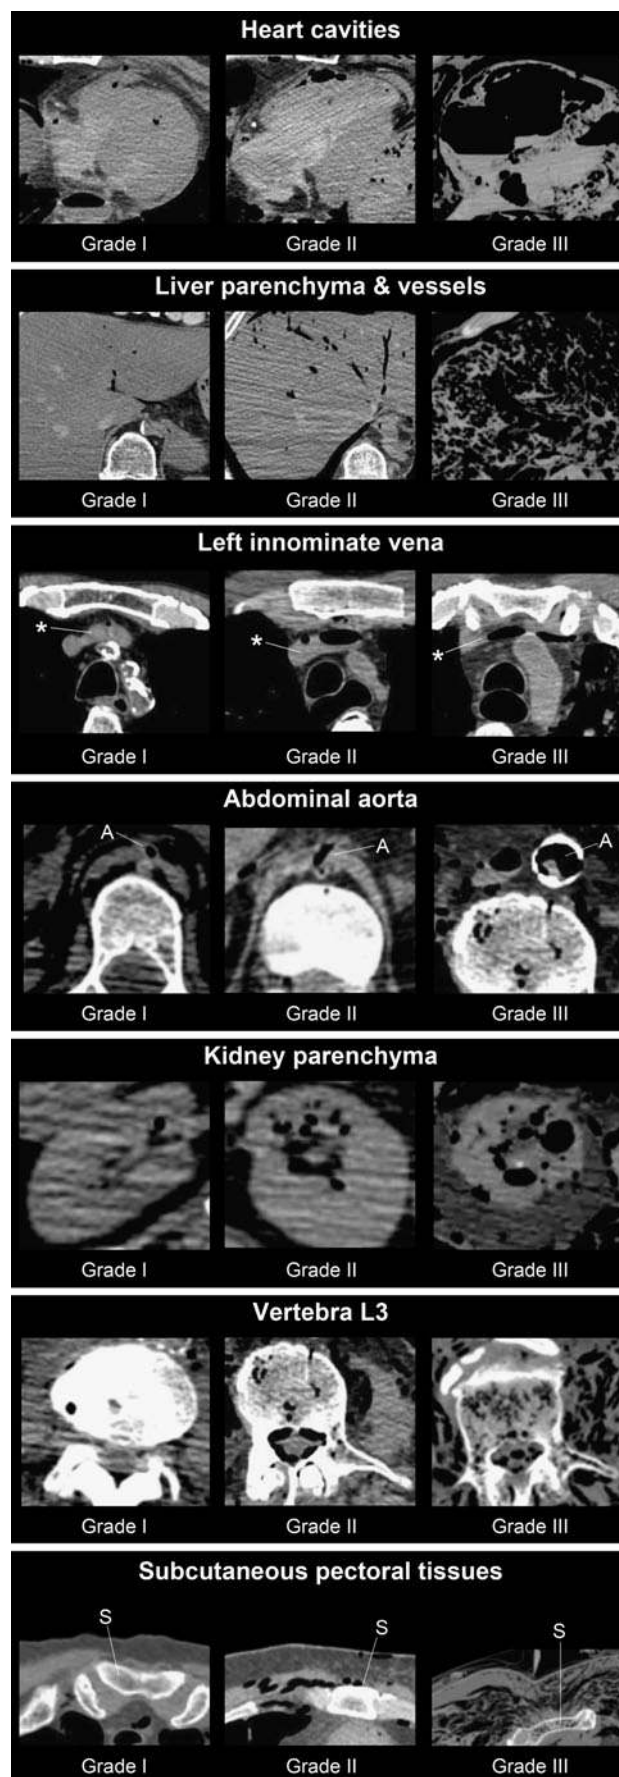 Heart cavities
Grade I Grade II Grade III
Liver parenchyma & vessels
Grade I Grade II Grade III
Left innominate vena
* * *
Grade I Grade II Grade III
Abdominal aorta
A A A
Grade I Grade II Grade III
Kidney parenchyma
Grade I Grade II Grade III
Vertebra L3
Grade I Grade II Grade III
Subcutaneous pectoral tissues
S S S
Grade I Grade II Grade III